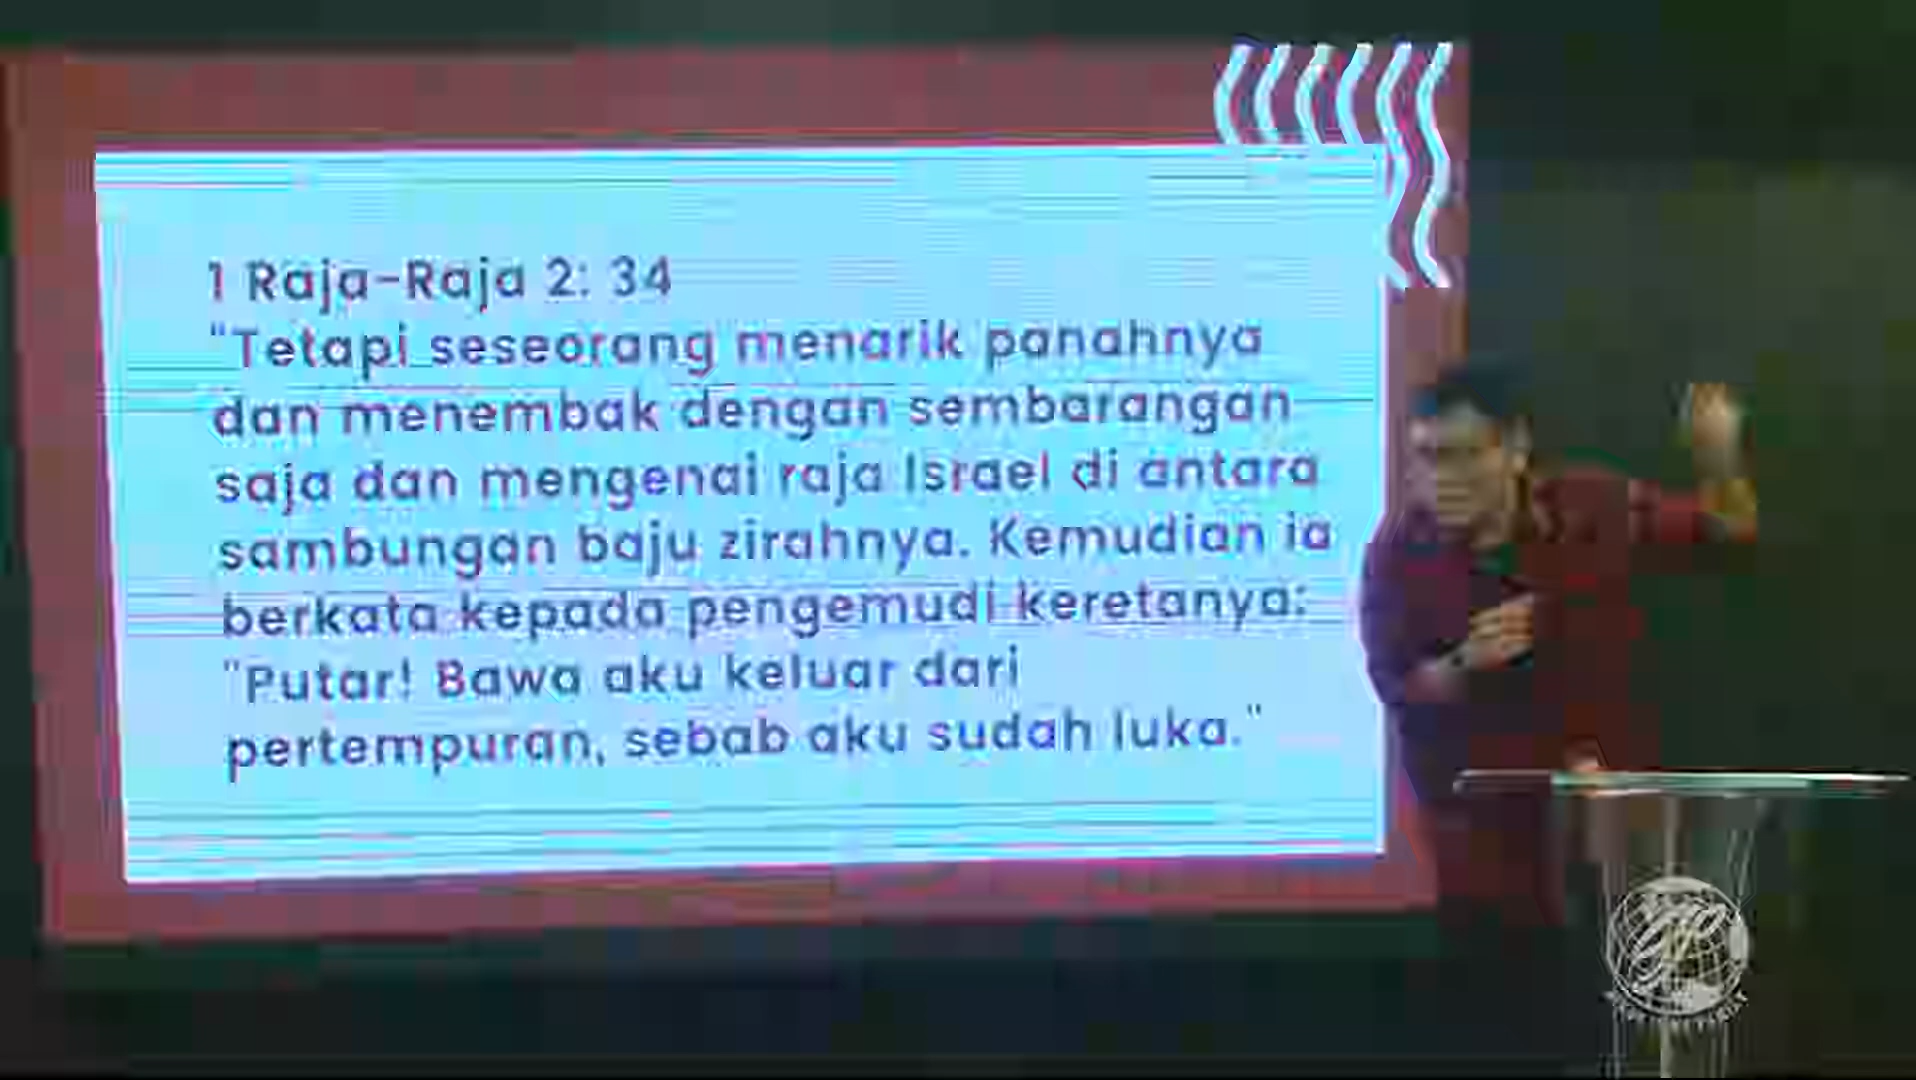 1 Raja-Raja 2: 34
"Tetapi seseorang menarik panahnya
dan menembak dengan sembarangan
saja dan mengenai raja Israel di antara
sambungan baju zirahnya. Kemudian ia
berkata kepada pengemudi keretanya:
"Putar! Bawa aku keluar dari
pertempuran, sebab aku sudah luka."